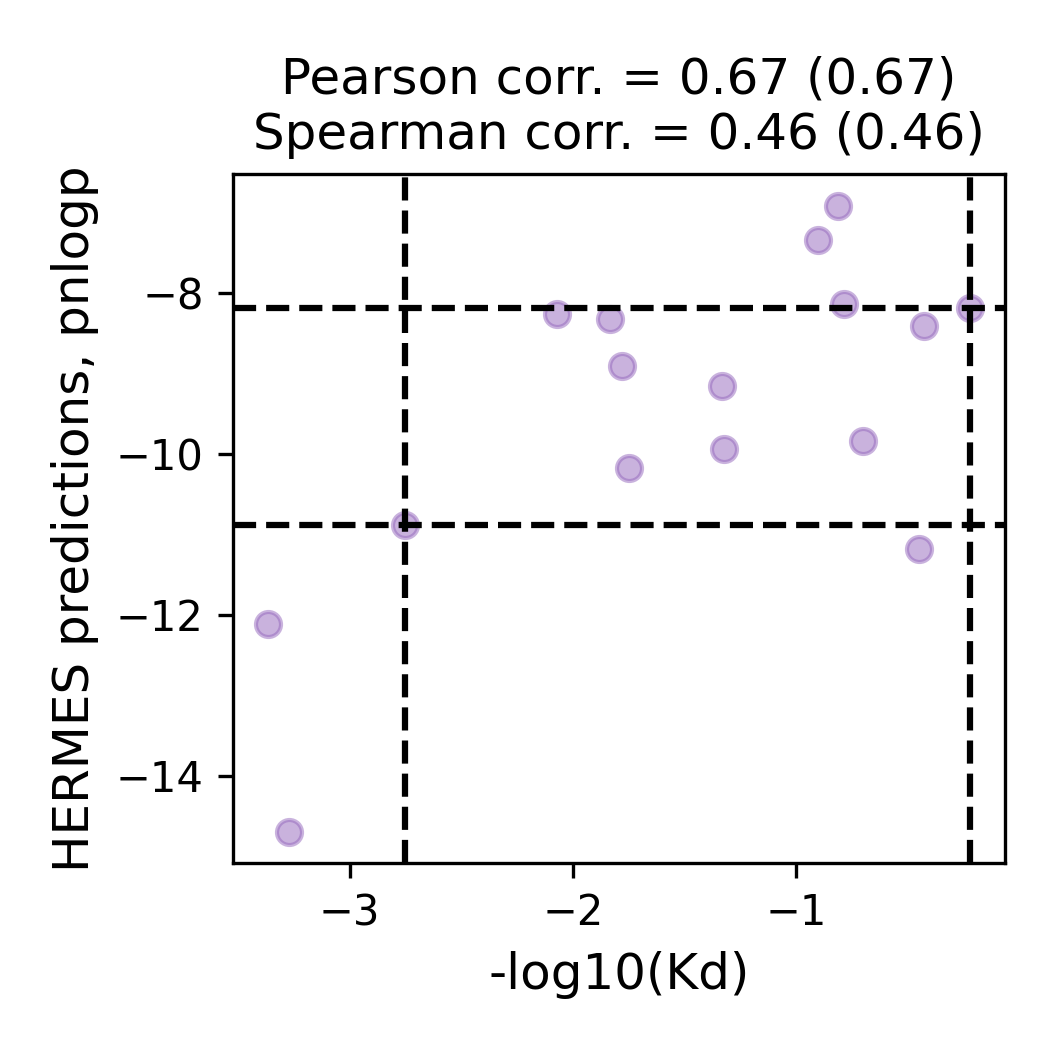 Pearson corr. = 0.67 (0.67)
Spearman corr. = 0.46 (0.46)
HERMES predictions, pnlogp
−8
−10
−12
−14
−3
−2
−1
-log10(Kd)